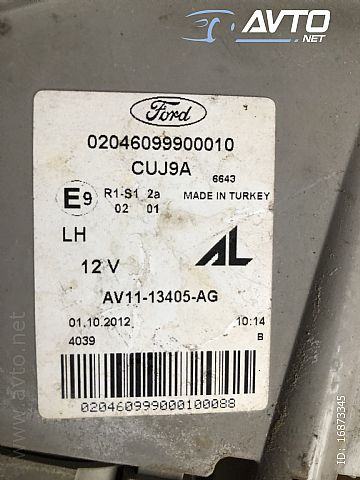 AVTO
.NET
Ford
02046099900010
CUJ9A
6643
E9
R1-S1 2a
02 01
MADE IN TURKEY
LH
12 V
AL
AV11-13405-AG
01.10.2012
10:14
4039
B
020460999000100088
© www.avto.net
ID: 16873345